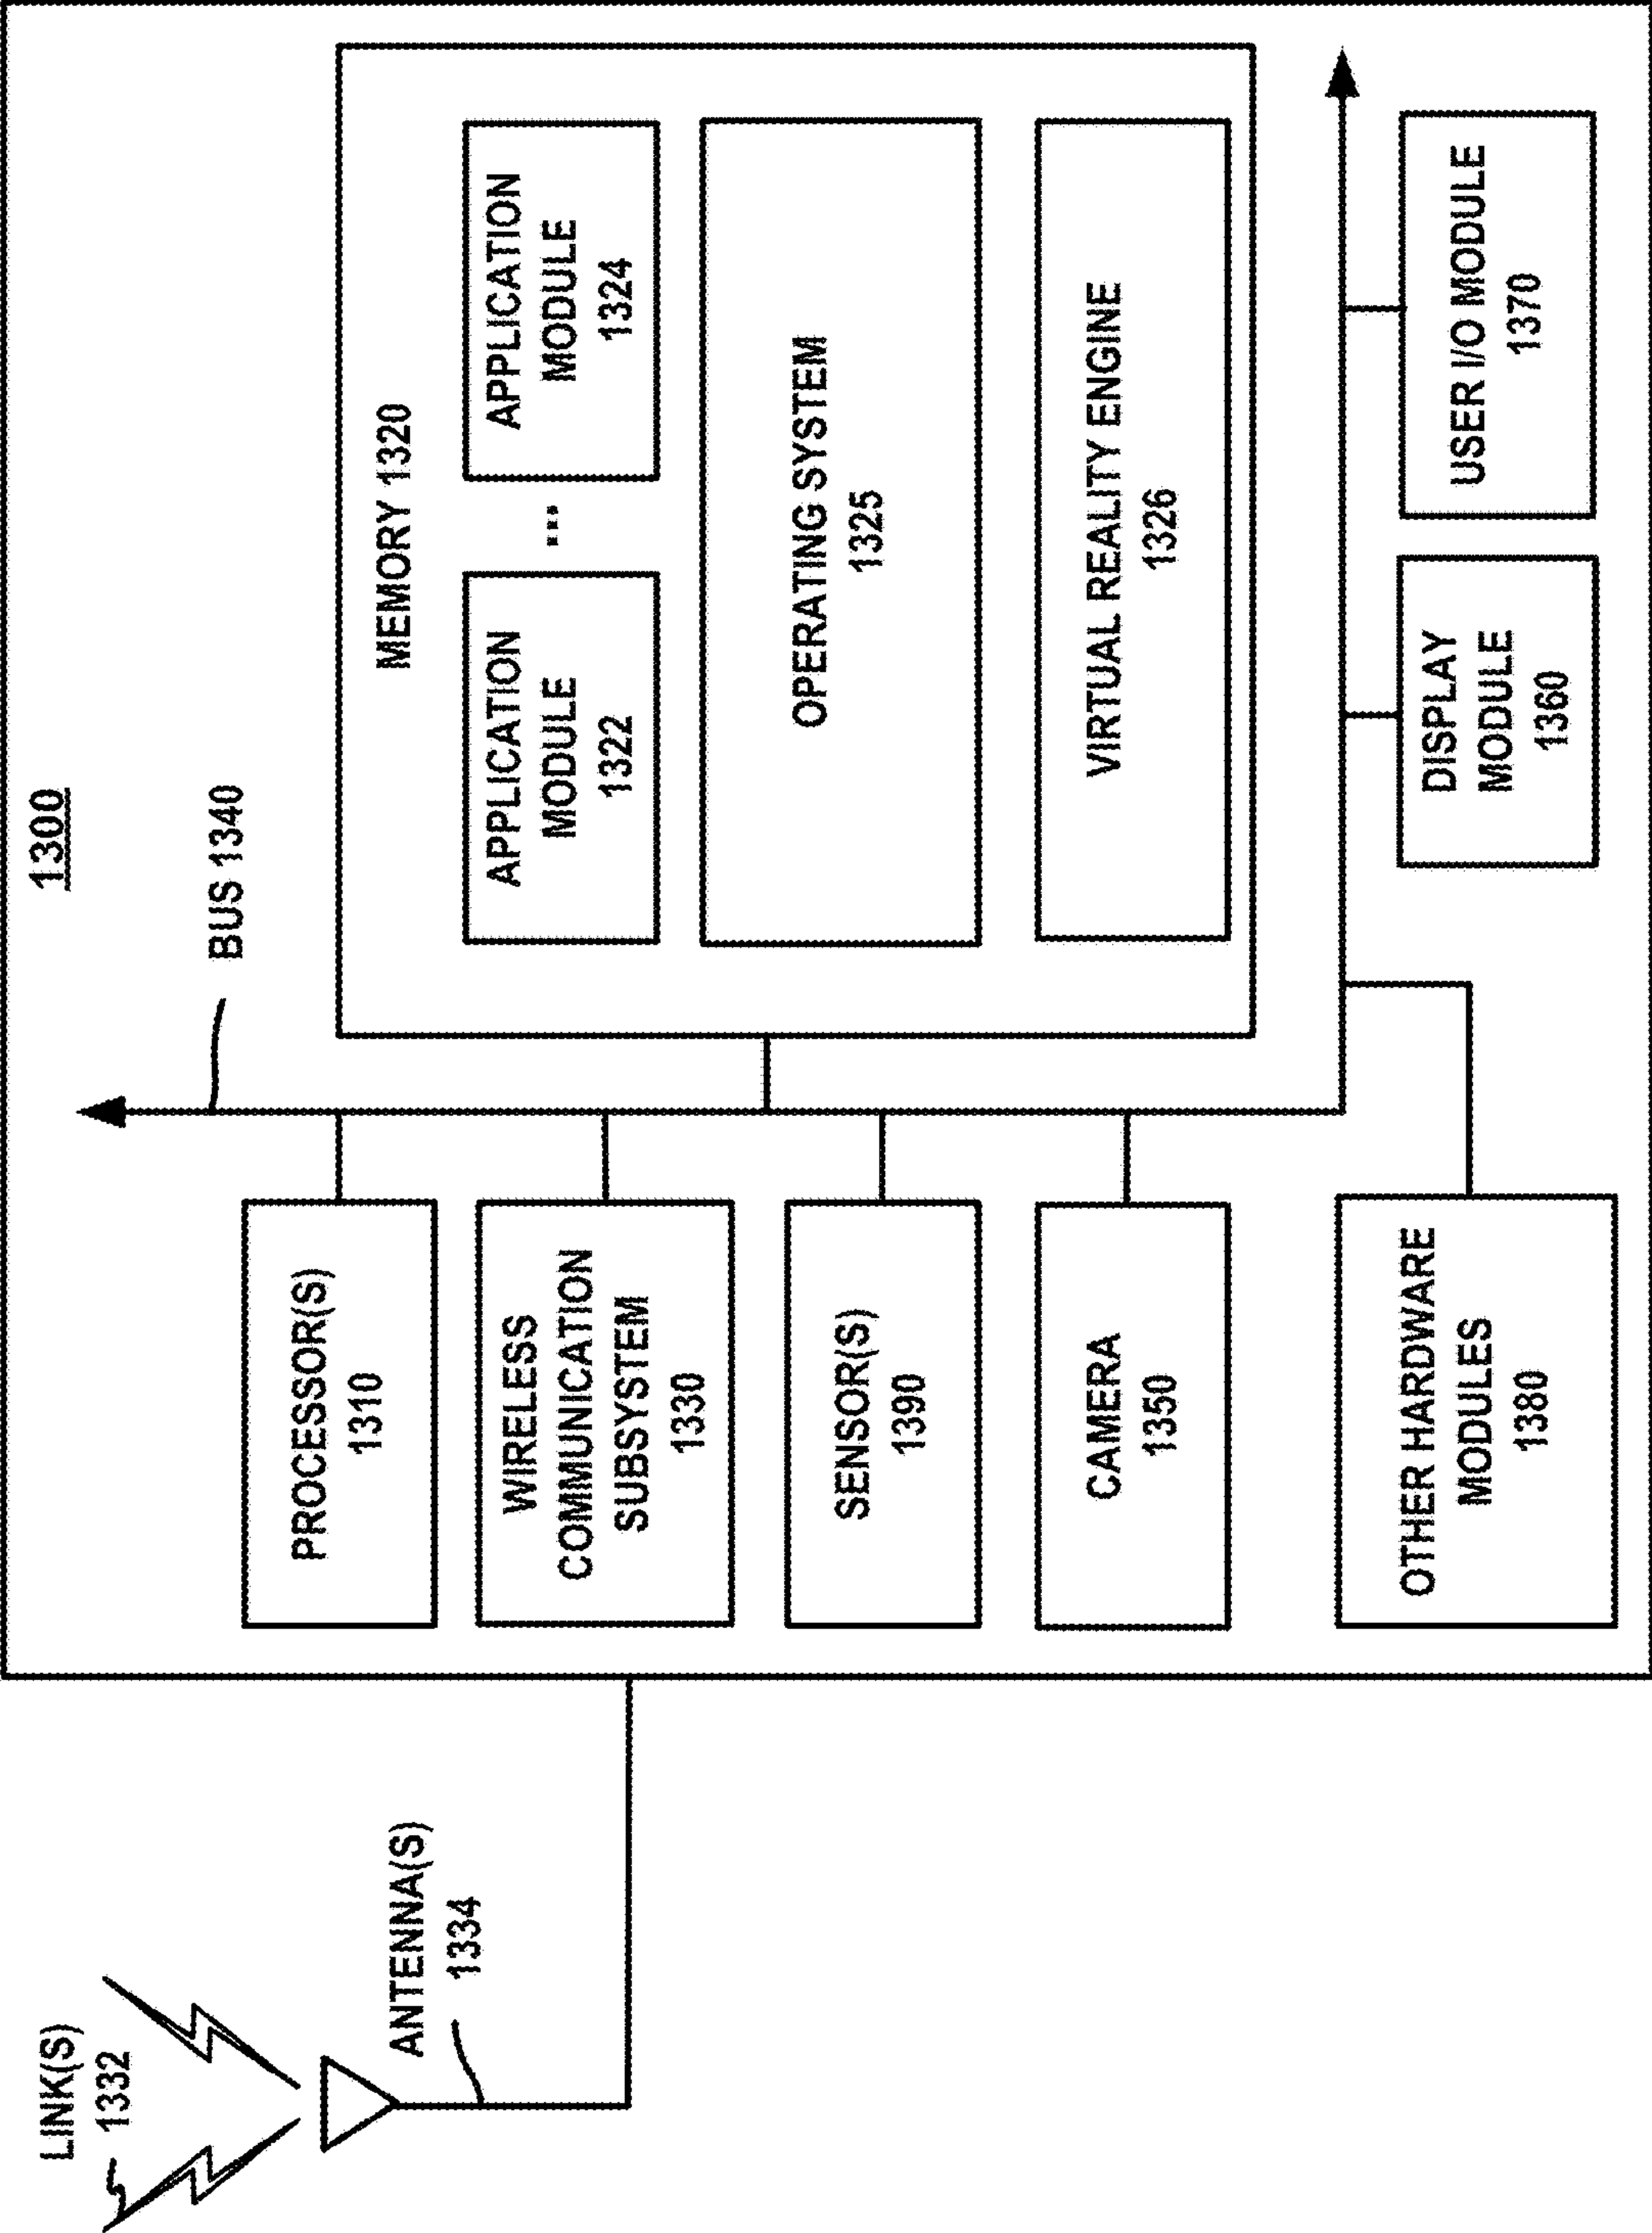 1300
BUS 1340
LINK(S)
1332
ANTENNA(S)
1334
PROCESSOR(S)
1310
WIRELESS
COMMUNICATION
SUBSYSTEM
1330
SENSOR(S)
1390
CAMERA
1350
OTHER HARDWARE
MODULES
1380
MEMORY 1320
APPLICATION
MODULE
1322
...
APPLICATION
MODULE
1324
OPERATING SYSTEM
1325
VIRTUAL REALITY ENGINE
1326
DISPLAY
MODULE
1360
USER I/O MODULE
1370